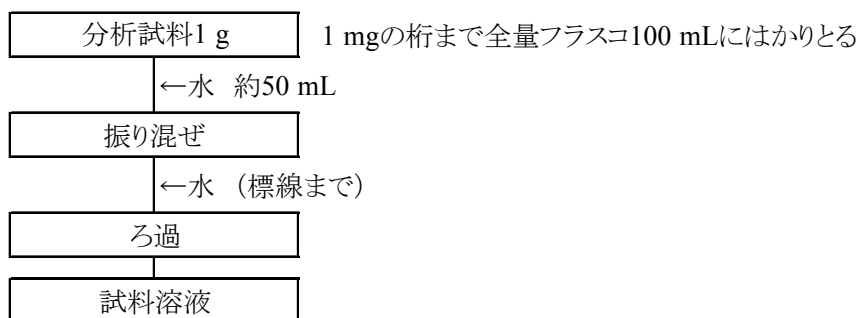 分析試料1 g 1 mgの桁まで全量フラスコ100 mLにはかりとる
←水 約50 mL
振り混ぜ
←水 （標線まで）
ろ過
試料溶液